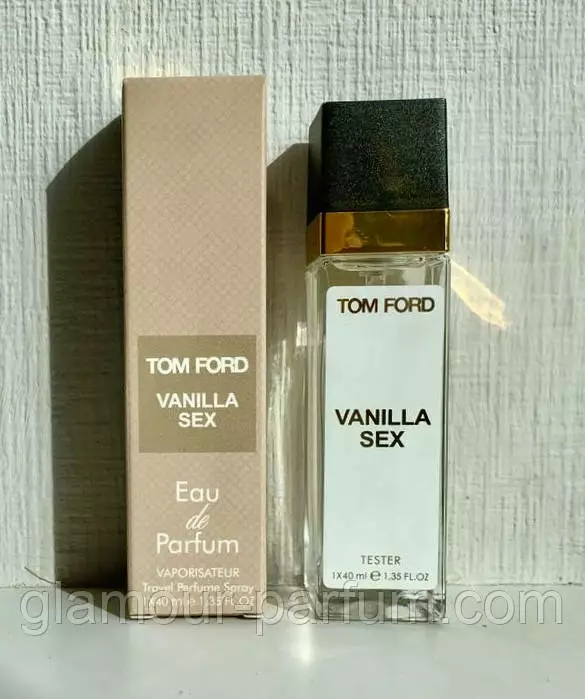 TOM FORD
VANILLA
SEX
Eau
de
Parfum
VAPORISATEUR
Travel Perfume Spray
1X40 ml e 1.35 FL.OZ
TOM FORD
VANILLA
SEX
TESTER
1X40 ml e 1.35 FL.OZ
glamour-parfum.com